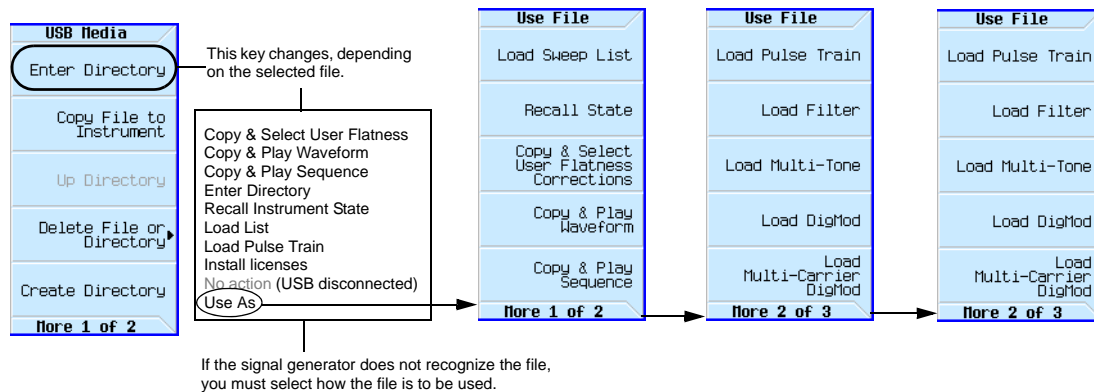 USB Media
Enter Directory
Copy File to
Instrument
Up Directory
Delete File or
Directory
Create Directory
More 1 of 2
This key changes, depending
on the selected file.
Copy & Select User Flatness
Copy & Play Waveform
Copy & Play Sequence
Enter Directory
Recall Instrument State
Load List
Load Pulse Train
Install licenses
No action (USB disconnected)
Use As
If the signal generator does not recognize the file,
you must select how the file is to be used.
Use File
Load Sweep List
Recall State
Copy & Select
User Flatness
Corrections
Copy & Play
Waveform
Copy & Play
Sequence
More 1 of 2
Use File
Load Pulse Train
Load Filter
Load Multi-Tone
Load DigMod
Load
Multi-Carrier
DigMod
More 2 of 3
Use File
Load Pulse Train
Load Filter
Load Multi-Tone
Load DigMod
Load
Multi-Carrier
DigMod
More 2 of 3